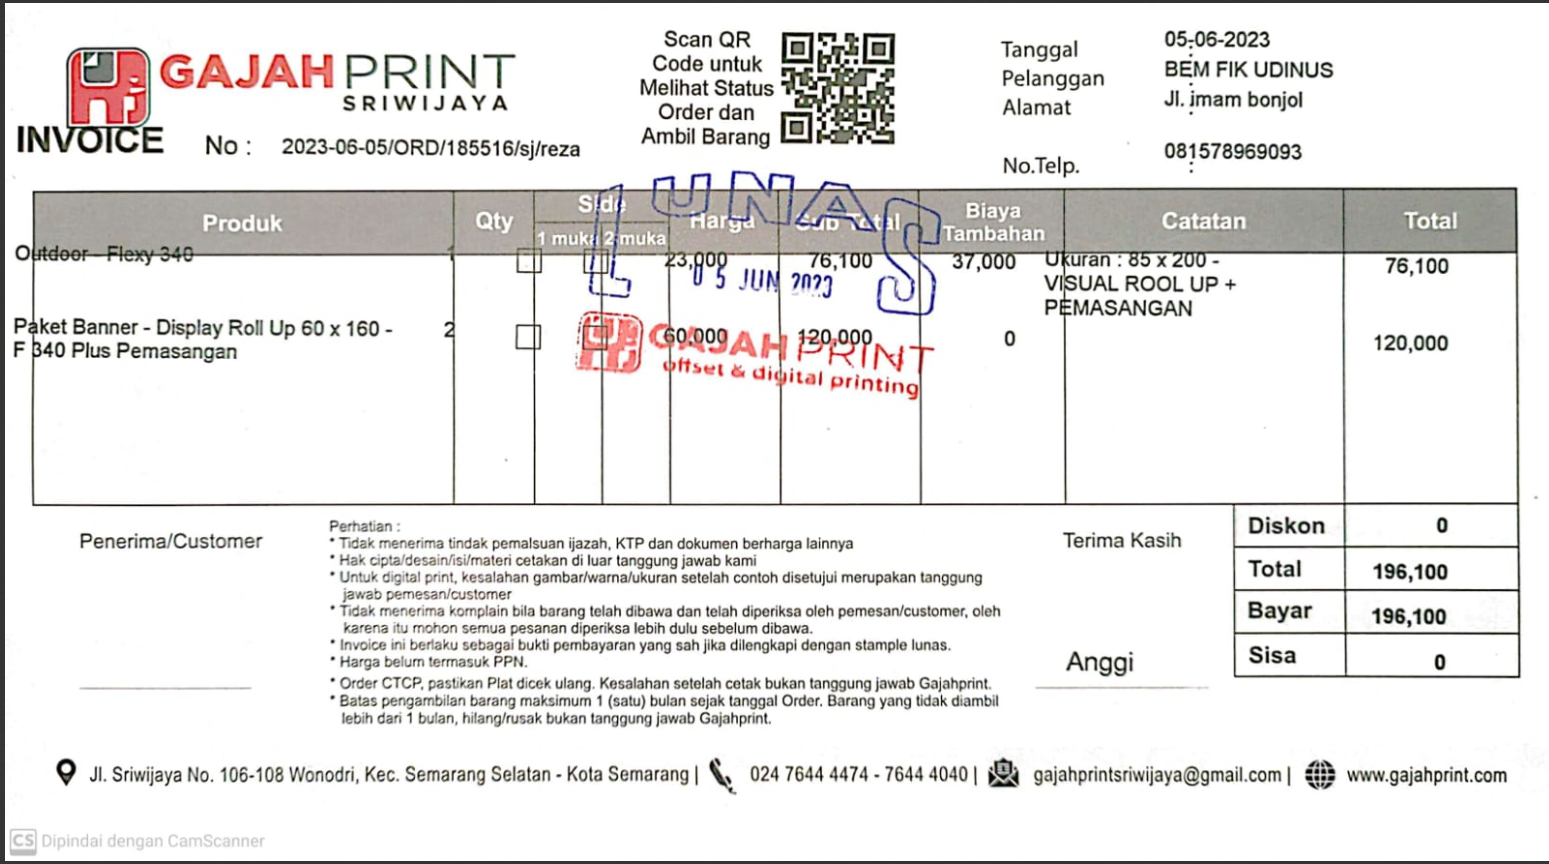 GAJAH PRINT
SRIWIJAYA
INVOICE No : 2023-06-05/ORD/185516/sj/reza
Scan QR
Code untuk
Melihat Status
Order dan
Ambil Barang
Tanggal : 05-06-2023
Pelanggan : BEM FIK UDINUS
Alamat : Jl. imam bonjol
No.Telp. : 081578969093
LUNAS
05 JUN 2023
GAJAH PRINT
offset & digital printing
Produk Qty Side 1 muka 2 muka Harga Sub Total Biaya Tambahan Catatan Total
Outdoor - Flexy 340 1 23,000 76,100 37,000 Ukuran : 85 x 200 - 76,100
VISUAL ROOL UP +
PEMASANGAN
Paket Banner - Display Roll Up 60 x 160 - 2 60,000 120,000 0 120,000
F 340 Plus Pemasangan
Penerima/Customer
Perhatian :
* Tidak menerima tindak pemalsuan ijazah, KTP dan dokumen berharga lainnya
* Hak cipta/desain/isi/materi cetakan di luar tanggung jawab kami
* Untuk digital print, kesalahan gambar/warna/ukuran setelah contoh disetujui merupakan tanggung
jawab pemesan/customer
* Tidak menerima komplain bila barang telah dibawa dan telah diperiksa oleh pemesan/customer, oleh
karena itu mohon semua pesanan diperiksa lebih dulu sebelum dibawa.
* Invoice ini berlaku sebagai bukti pembayaran yang sah jika dilengkapi dengan stample lunas.
* Harga belum termasuk PPN.
* Order CTCP, pastikan Plat dicek ulang. Kesalahan setelah cetak bukan tanggung jawab Gajahprint.
* Batas pengambilan barang maksimum 1 (satu) bulan sejak tanggal Order. Barang yang tidak diambil
lebih dari 1 bulan, hilang/rusak bukan tanggung jawab Gajahprint.
Terima Kasih
Anggi
Diskon 0
Total 196,100
Bayar 196,100
Sisa 0
Jl. Sriwijaya No. 106-108 Wonodri, Kec. Semarang Selatan - Kota Semarang | 024 7644 4474 - 7644 4040 | gajahprintsriwijaya@gmail.com | www.gajahprint.com
CS Dipindai dengan CamScanner